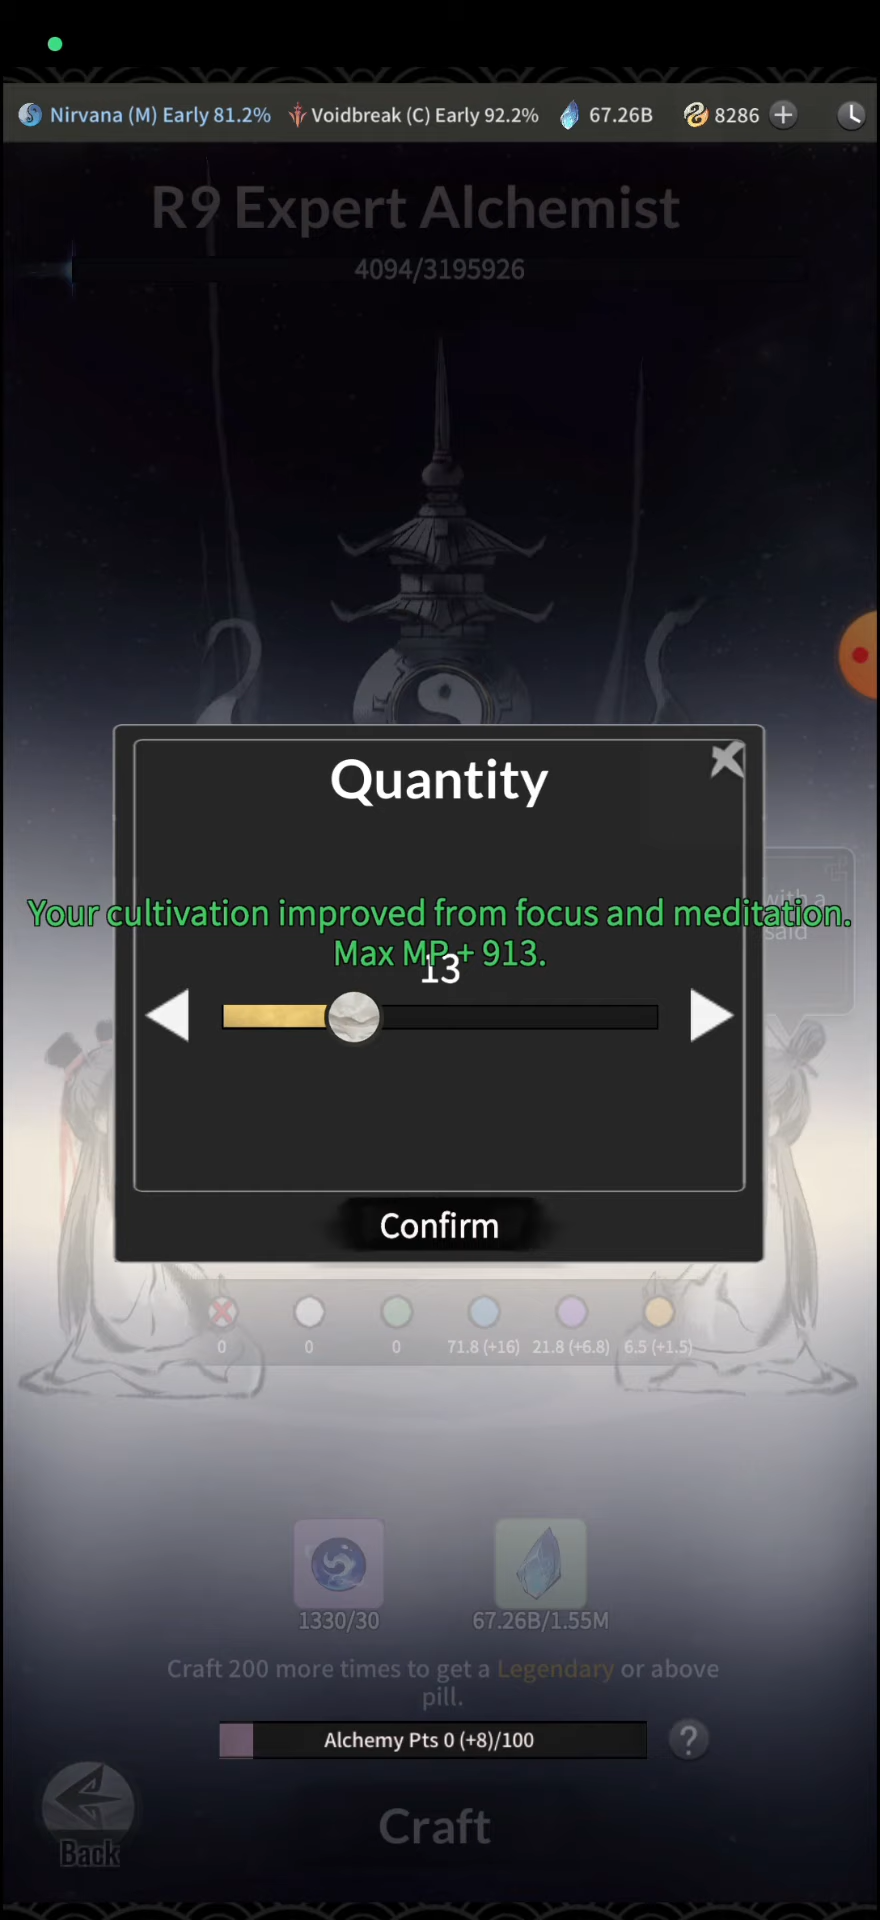 Nirvana (M) Early 81.2% Voidbreak (C) Early 92.2% 67.26B 8286
R9 Expert Alchemist
4094/3195926
Quantity
with a
said
Your cultivation improved from focus and meditation.
Max MP + 913.
13
Confirm
0 0 0 71.8 (+16) 21.8 (+6.8) 6.5 (+1.5)
1330/30 67.26B/1.55M
Craft 200 more times to get a Legendary or above
pill.
Alchemy Pts 0 (+8)/100 ?
Craft
Back